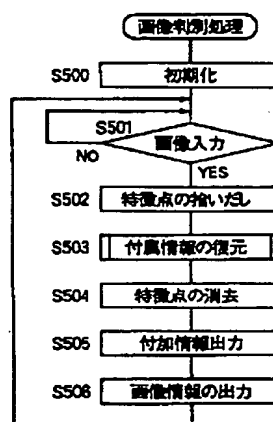 画像判別処理
S500 初期化
S501
画像入力
NO
YES
S502 特徴点の拾いだし
S503 付属情報の復元
S504 特徴点の消去
S505 付加情報出力
S506 画像情報の出力